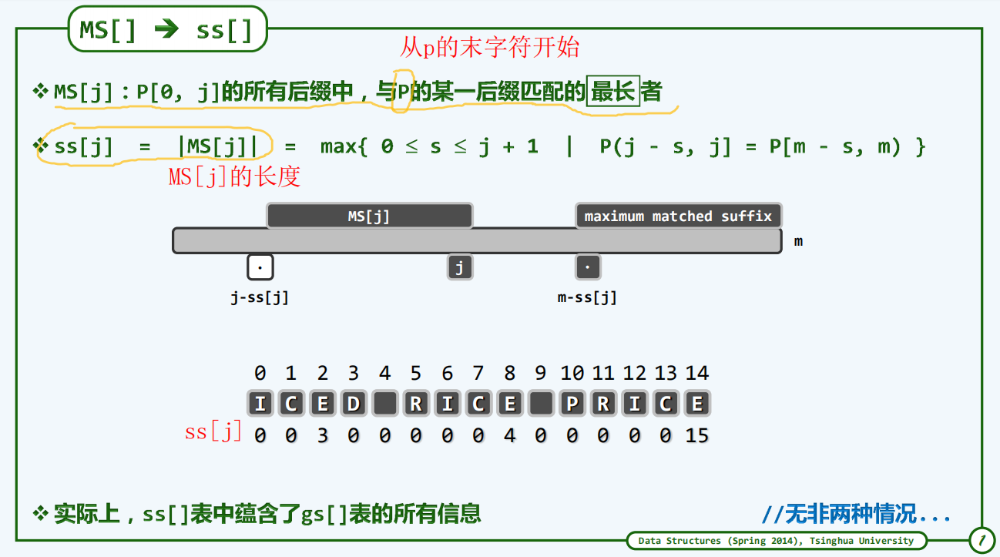 MS[] ➔ ss[]
从p的末字符开始
❖ MS[j]：P[0, j]的所有后缀中，与P的某一后缀匹配的最长者
❖ ss[j] = |MS[j]| = max{ 0 ≤ s ≤ j + 1 | P(j - s, j] = P[m - s, m) }
MS[j]的长度
MS[j] maximum matched suffix
m
· j ·
j-ss[j] m-ss[j]
0 1 2 3 4 5 6 7 8 9 10 11 12 13 14
I C E D R I C E P R I C E
ss[j] 0 0 3 0 0 0 0 0 4 0 0 0 0 0 15
❖ 实际上，ss[]表中蕴含了gs[]表的所有信息 //无非两种情况...
Data Structures (Spring 2014), Tsinghua University 1